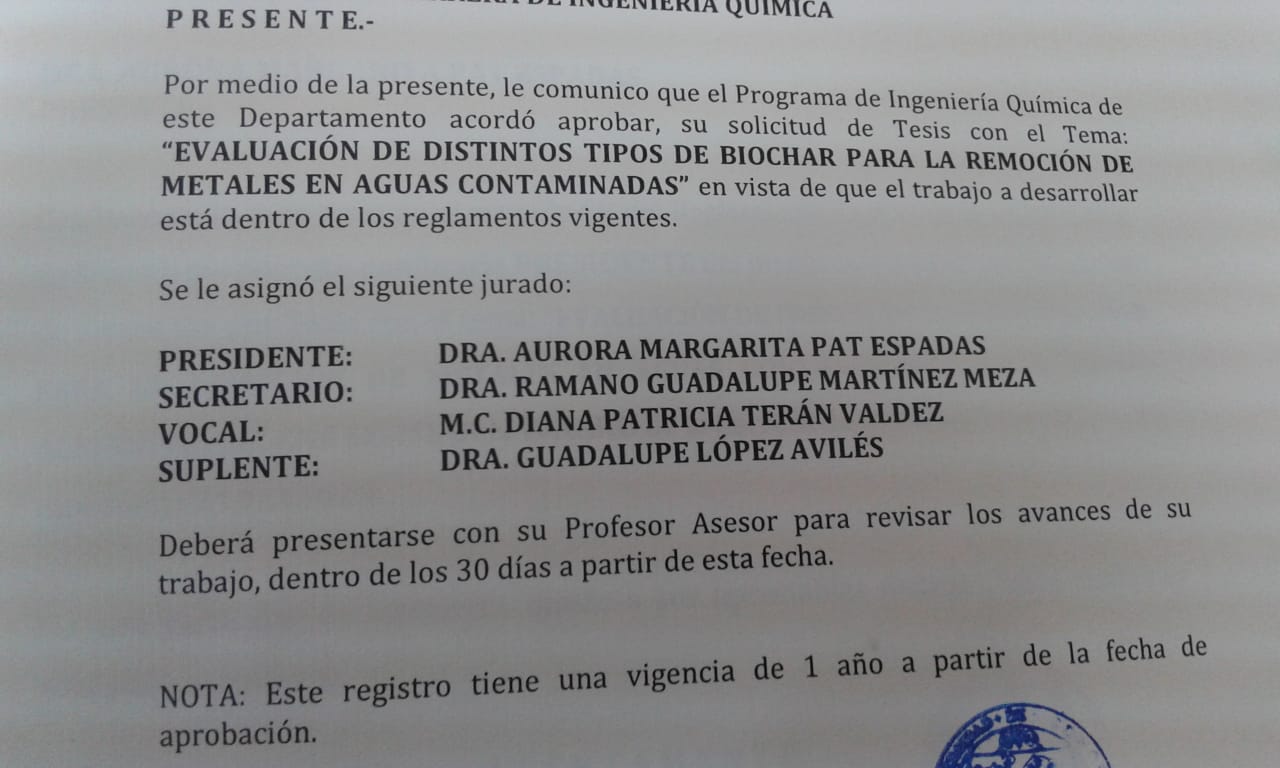 DE INGENIERÍA QUÍMICA
P R E S E N T E.-
Por medio de la presente, le comunico que el Programa de Ingeniería Química de
este Departamento acordó aprobar, su solicitud de Tesis con el Tema:
“EVALUACIÓN DE DISTINTOS TIPOS DE BIOCHAR PARA LA REMOCIÓN DE
METALES EN AGUAS CONTAMINADAS” en vista de que el trabajo a desarrollar
está dentro de los reglamentos vigentes.
Se le asignó el siguiente jurado:
PRESIDENTE: DRA. AURORA MARGARITA PAT ESPADAS
SECRETARIO: DRA. RAMANO GUADALUPE MARTÍNEZ MEZA
VOCAL: M.C. DIANA PATRICIA TERÁN VALDEZ
SUPLENTE: DRA. GUADALUPE LÓPEZ AVILÉS
Deberá presentarse con su Profesor Asesor para revisar los avances de su
trabajo, dentro de los 30 días a partir de esta fecha.
NOTA: Este registro tiene una vigencia de 1 año a partir de la fecha de
aprobación.